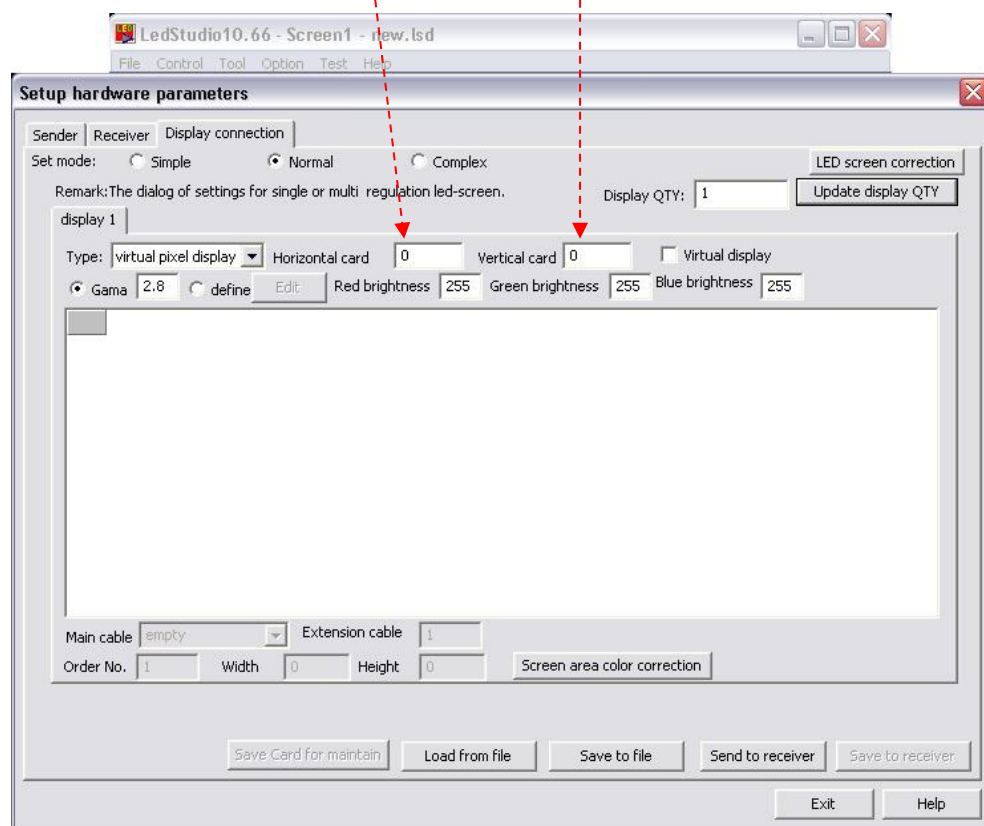 LedStudio10.66 - Screen1 - new.lsd
File Control Tool Option Test Help
Setup hardware parameters
Sender Receiver Display connection
Set mode: Simple Normal Complex LED screen correction
Remark:The dialog of settings for single or multi regulation led-screen. Display QTY: 1 Update display QTY
display 1
Type: virtual pixel display Horizontal card 0 Vertical card 0 Virtual display
Gama 2.8 define Edit Red brightness 255 Green brightness 255 Blue brightness 255
Main cable empty Extension cable 1
Order No. 1 Width 0 Height 0 Screen area color correction
Save Card for maintain Load from file Save to file Send to receiver Save to receiver
Exit Help